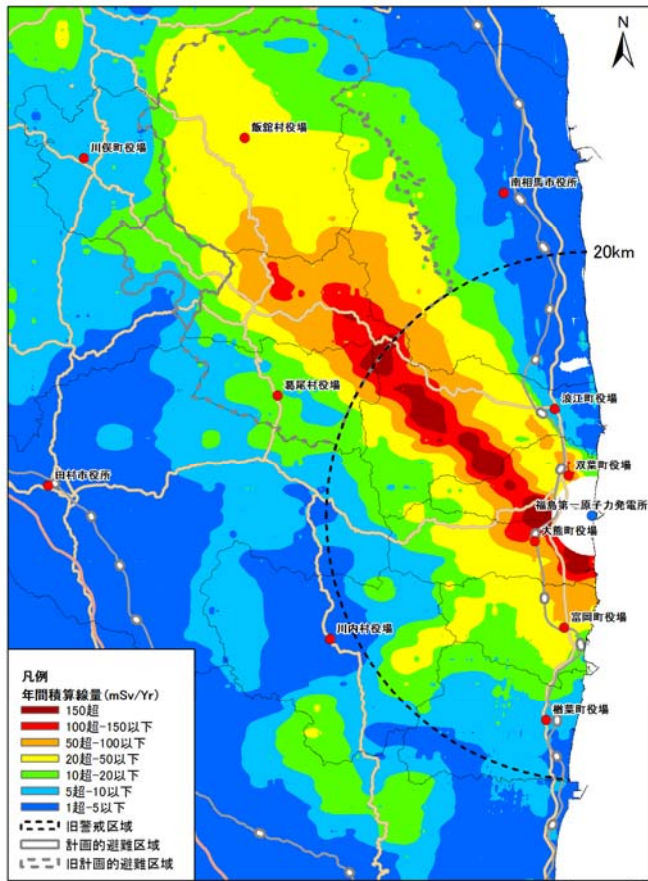 N
飯舘村役場
川俣町役場
南相馬市役所
20km
葛尾村役場
浪江町役場
双葉町役場
田村市役所
福島第一原子力発電所
大熊町役場
富岡町役場
川内村役場
楢葉町役場
凡例
年間積算線量(mSv/Yr)
150超
100超-150以下
50超-100以下
20超-50以下
10超-20以下
5超-10以下
1超-5以下
旧警戒区域
計画的避難区域
旧計画的避難区域